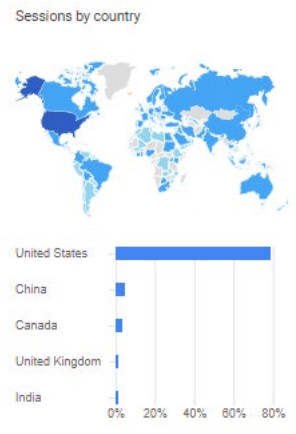 Sessions by country
United States
China
Canada
United Kingdom
India
0% 20% 40% 60% 80%